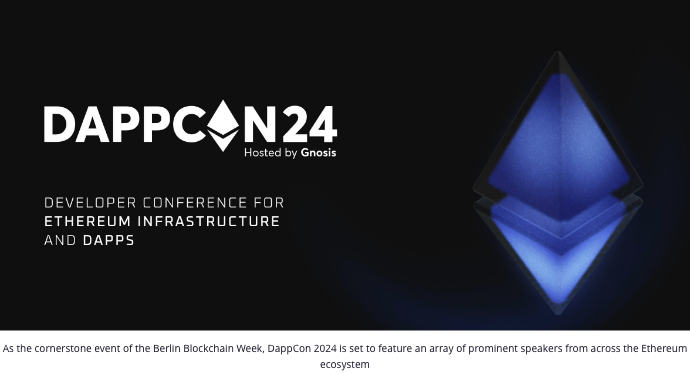 DAPPCON24
Hosted by Gnosis
DEVELOPER CONFERENCE FOR
ETHEREUM INFRASTRUCTURE
AND DAPPS
As the cornerstone event of the Berlin Blockchain Week, DappCon 2024 is set to feature an array of prominent speakers from across the Ethereum
ecosystem